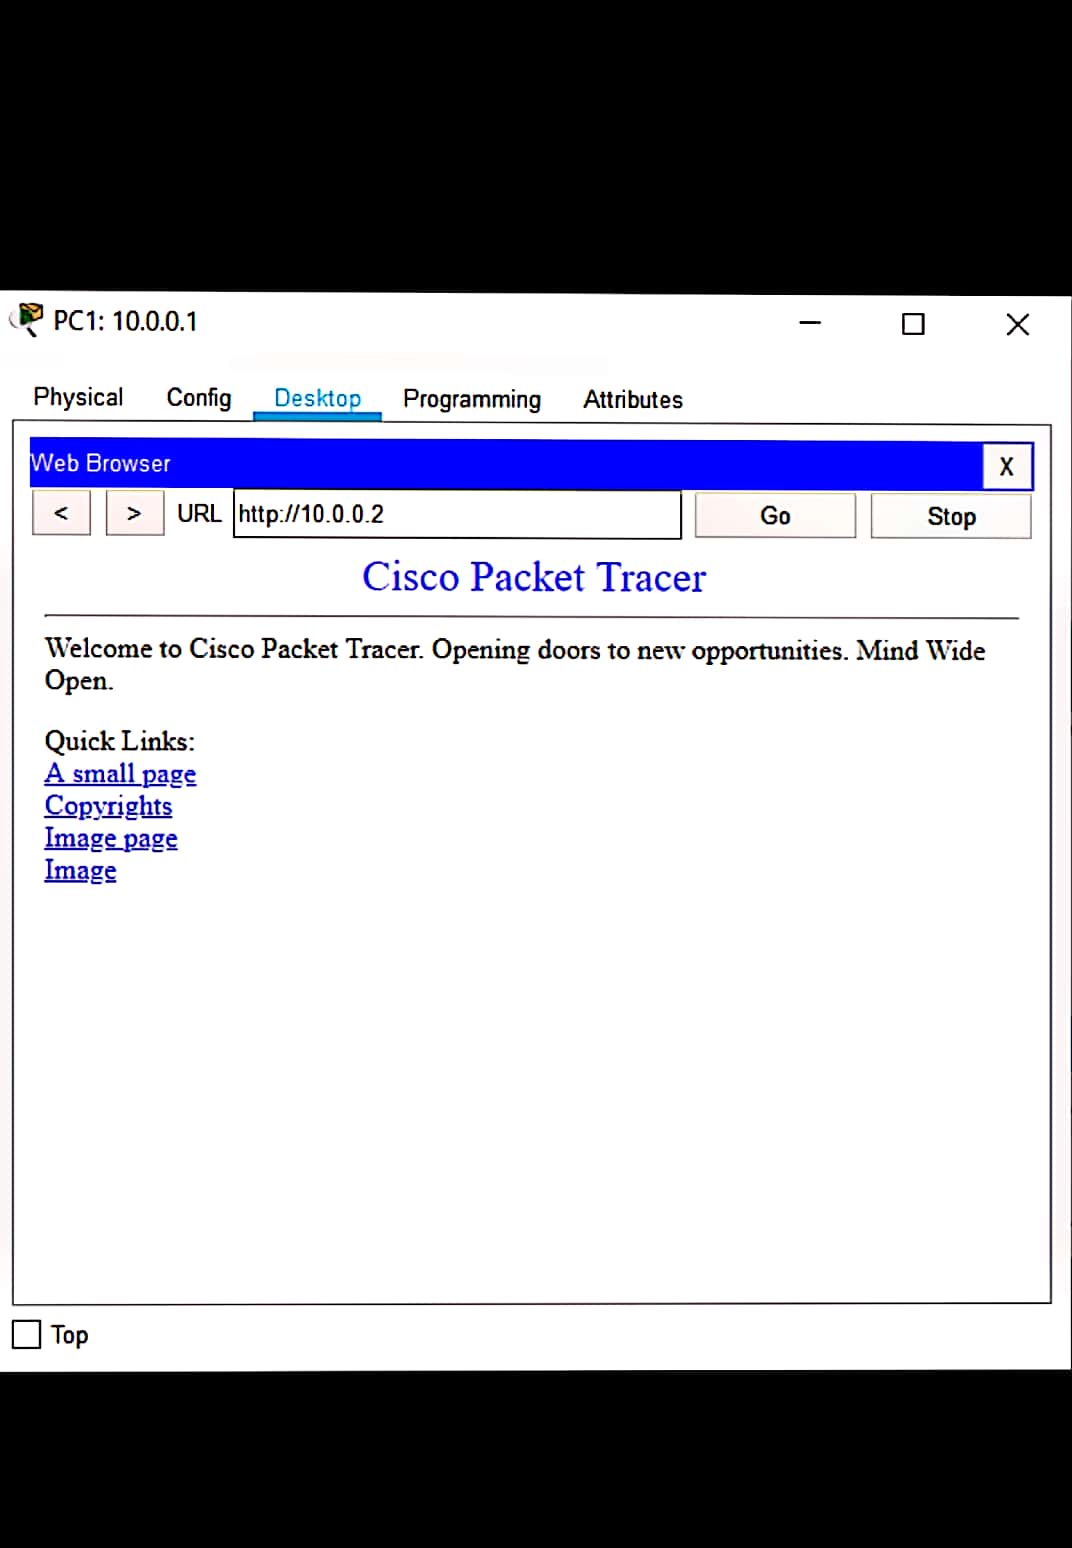 PC1: 10.0.0.1
Physical Config Desktop Programming Attributes
Web Browser X
< > URL http://10.0.0.2 Go Stop
Cisco Packet Tracer
Welcome to Cisco Packet Tracer. Opening doors to new opportunities. Mind Wide
Open.
Quick Links:
A small page
Copyrights
Image page
Image
Top